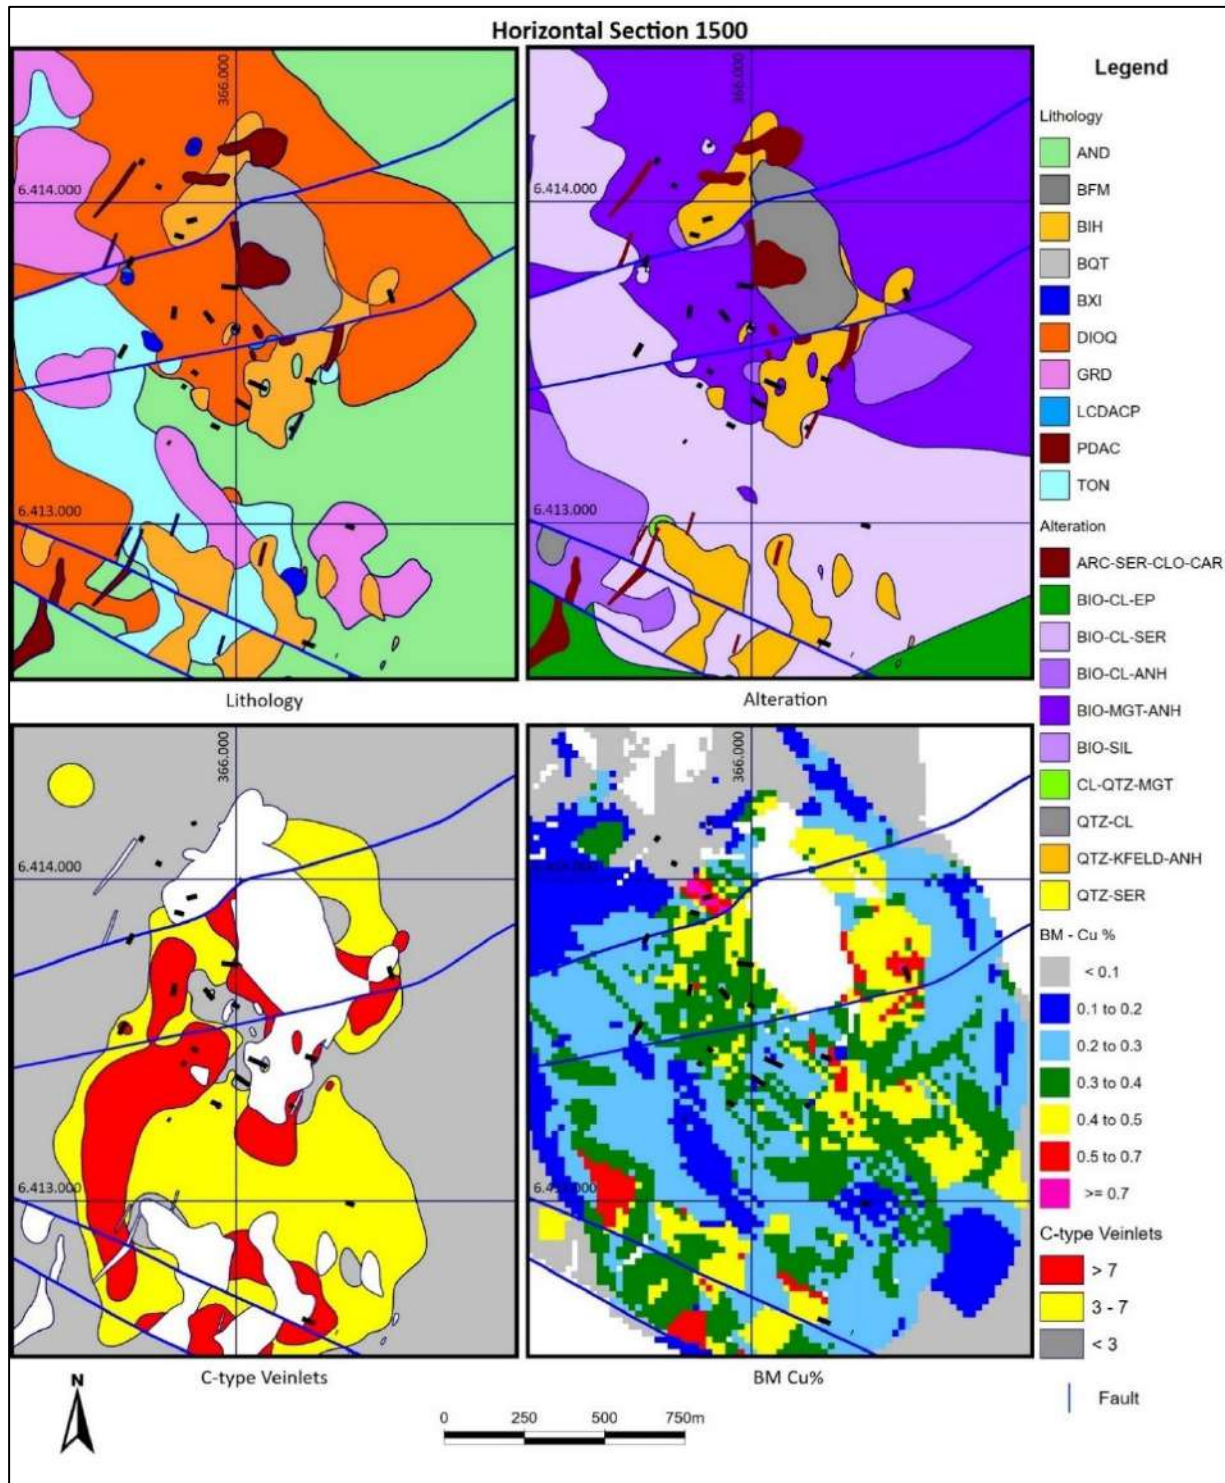 Horizontal Section 1500
366.000
6.414.000
6.413.000
Lithology
366.000
6.414.000
6.413.000
Alteration
366.000
6.414.000
6.413.000
C-type Veinlets
366.000
BM Cu%
N
0 250 500 750m
Legend
Lithology
AND
BFM
BIH
BQT
BXI
DIOQ
GRD
LCDACP
PDAC
TON
Alteration
ARC-SER-CLO-CAR
BIO-CL-EP
BIO-CL-SER
BIO-CL-ANH
BIO-MGT-ANH
BIO-SIL
CL-QTZ-MGT
QTZ-CL
QTZ-KFELD-ANH
QTZ-SER
BM - Cu %
< 0.1
0.1 to 0.2
0.2 to 0.3
0.3 to 0.4
0.4 to 0.5
0.5 to 0.7
>= 0.7
C-type Veinlets
> 7
3 - 7
< 3
Fault